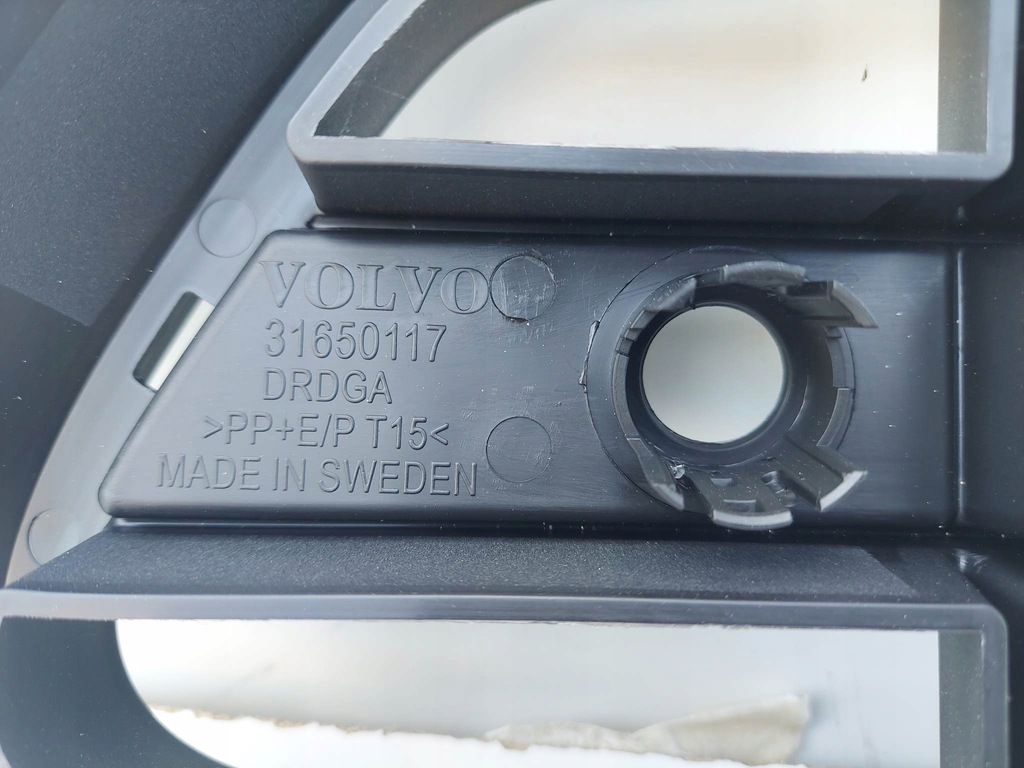 VOLVO
31650117
DRDGA
>PP+E/P T15<
MADE IN SWEDEN